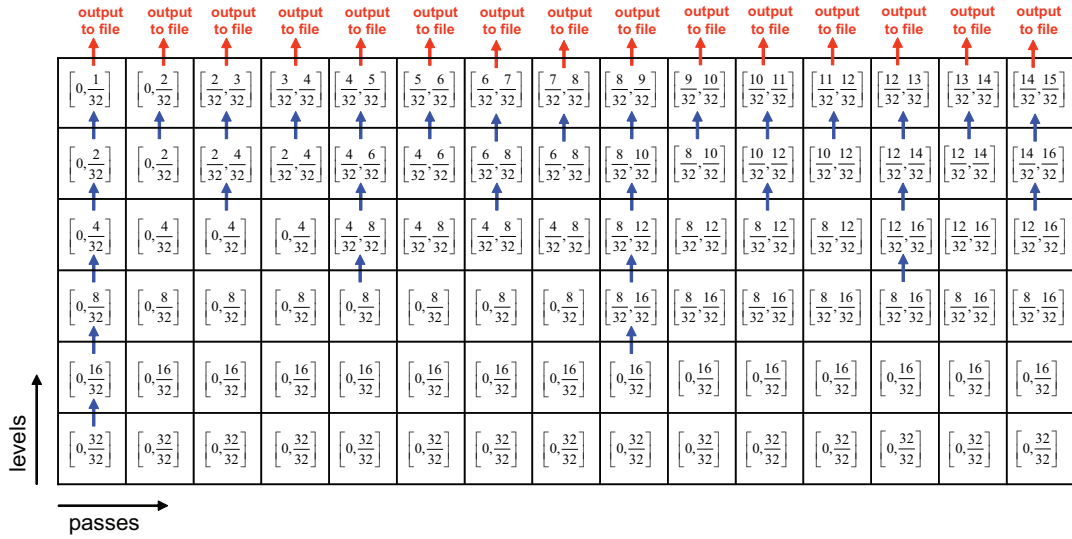 output output output output output output output output output output output output output output output
to file to file to file to file to file to file to file to file to file to file to file to file to file to file to file
[0, 1/32] [0, 2/32] [2/32, 3/32] [3/32, 4/32] [4/32, 5/32] [5/32, 6/32] [6/32, 7/32] [7/32, 8/32] [8/32, 9/32] [9/32, 10/32] [10/32, 11/32] [11/32, 12/32] [12/32, 13/32] [13/32, 14/32] [14/32, 15/32]
[0, 2/32] [0, 2/32] [2/32, 4/32] [2/32, 4/32] [4/32, 6/32] [4/32, 6/32] [6/32, 8/32] [6/32, 8/32] [8/32, 10/32] [8/32, 10/32] [10/32, 12/32] [10/32, 12/32] [12/32, 14/32] [12/32, 14/32] [14/32, 16/32]
[0, 4/32] [0, 4/32] [0, 4/32] [0, 4/32] [4/32, 8/32] [4/32, 8/32] [4/32, 8/32] [4/32, 8/32] [8/32, 12/32] [8/32, 12/32] [8/32, 12/32] [8/32, 12/32] [12/32, 16/32] [12/32, 16/32] [12/32, 16/32]
[0, 8/32] [0, 8/32] [0, 8/32] [0, 8/32] [0, 8/32] [0, 8/32] [0, 8/32] [0, 8/32] [8/32, 16/32] [8/32, 16/32] [8/32, 16/32] [8/32, 16/32] [8/32, 16/32] [8/32, 16/32] [8/32, 16/32]
[0, 16/32] [0, 16/32] [0, 16/32] [0, 16/32] [0, 16/32] [0, 16/32] [0, 16/32] [0, 16/32] [0, 16/32] [0, 16/32] [0, 16/32] [0, 16/32] [0, 16/32] [0, 16/32] [0, 16/32]
[0, 32/32] [0, 32/32] [0, 32/32] [0, 32/32] [0, 32/32] [0, 32/32] [0, 32/32] [0, 32/32] [0, 32/32] [0, 32/32] [0, 32/32] [0, 32/32] [0, 32/32] [0, 32/32] [0, 32/32]
levels
passes